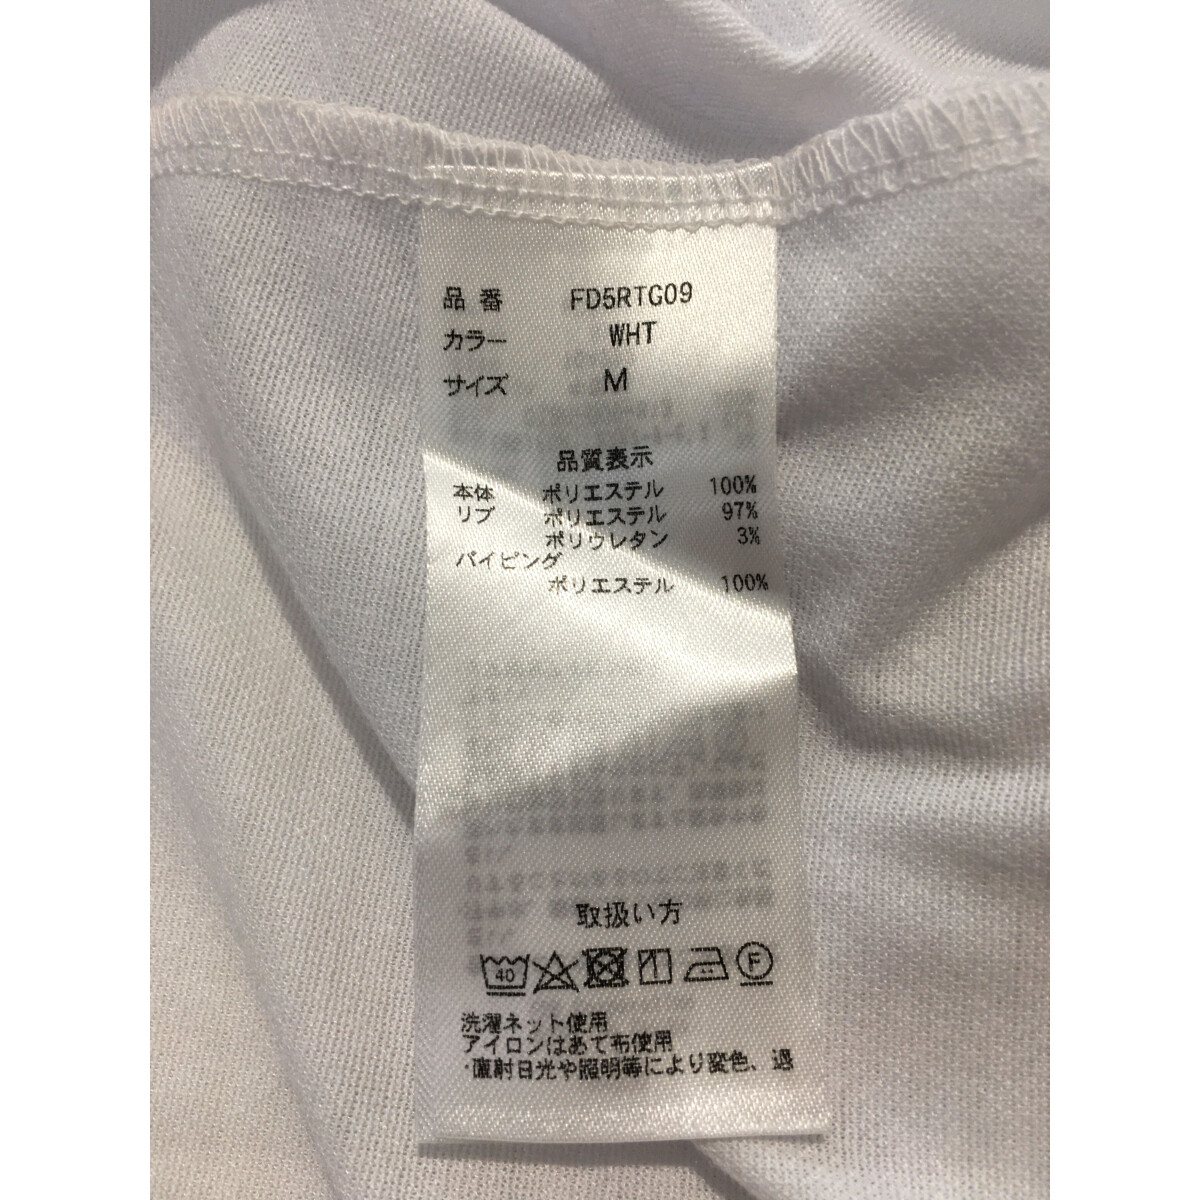 品番 FD5RTG09
カラー WHT
サイズ M
品質表示
本体 ポリエステル 100%
リブ ポリエステル 97%
ポリウレタン 3%
パイピング
ポリエステル 100%
取扱い方
40 F
洗濯ネット使用
アイロンはあて布使用
・直射日光や照明等により変色、退